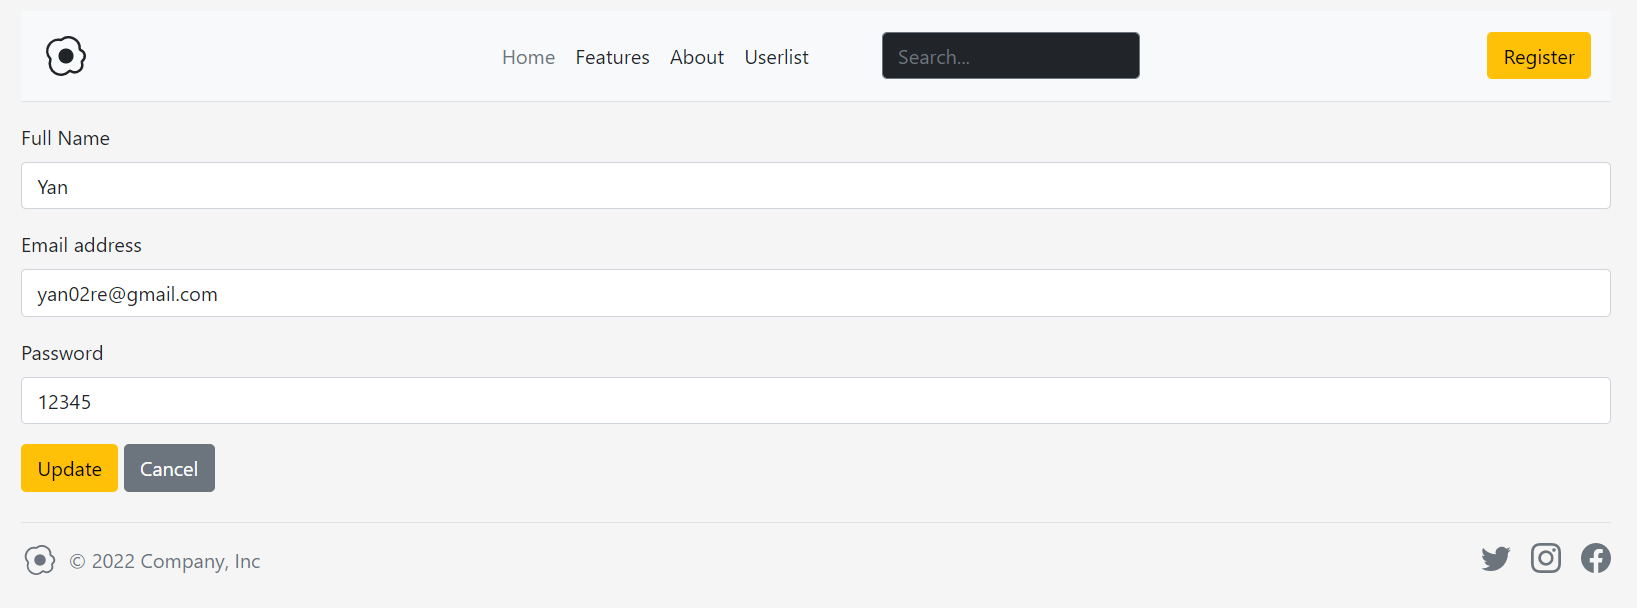 Home Features About Userlist Search... Register
Full Name
Yan
Email address
yan02re@gmail.com
Password
12345
Update Cancel
© 2022 Company, Inc